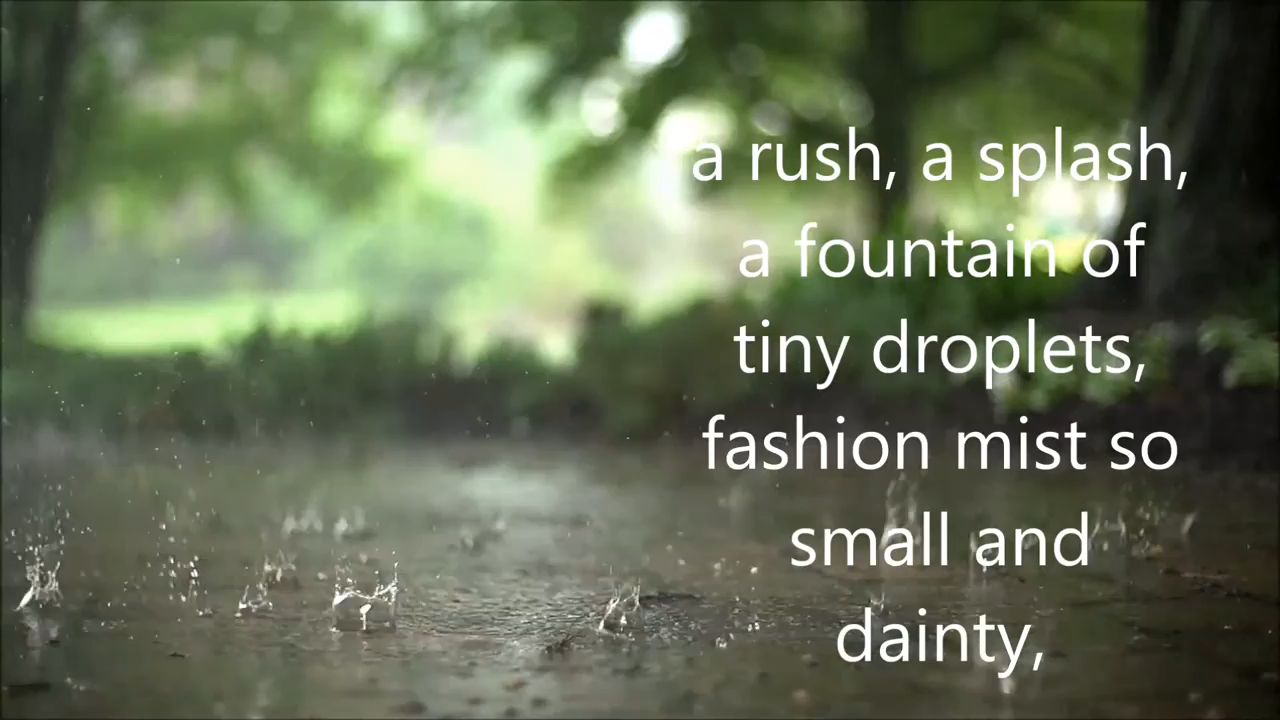 a rush, a splash,
a fountain of
tiny droplets,
fashion mist so
small and
dainty,